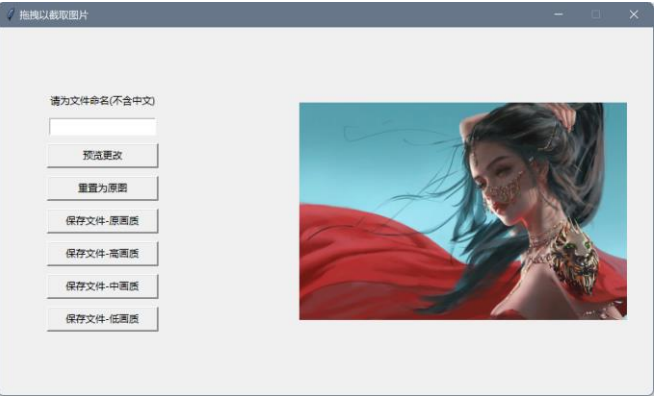 拖拽以截取图片
请为文件命名(不含中文)
预览更改
重置为原图
保存文件-原画质
保存文件-高画质
保存文件-中画质
保存文件-低画质